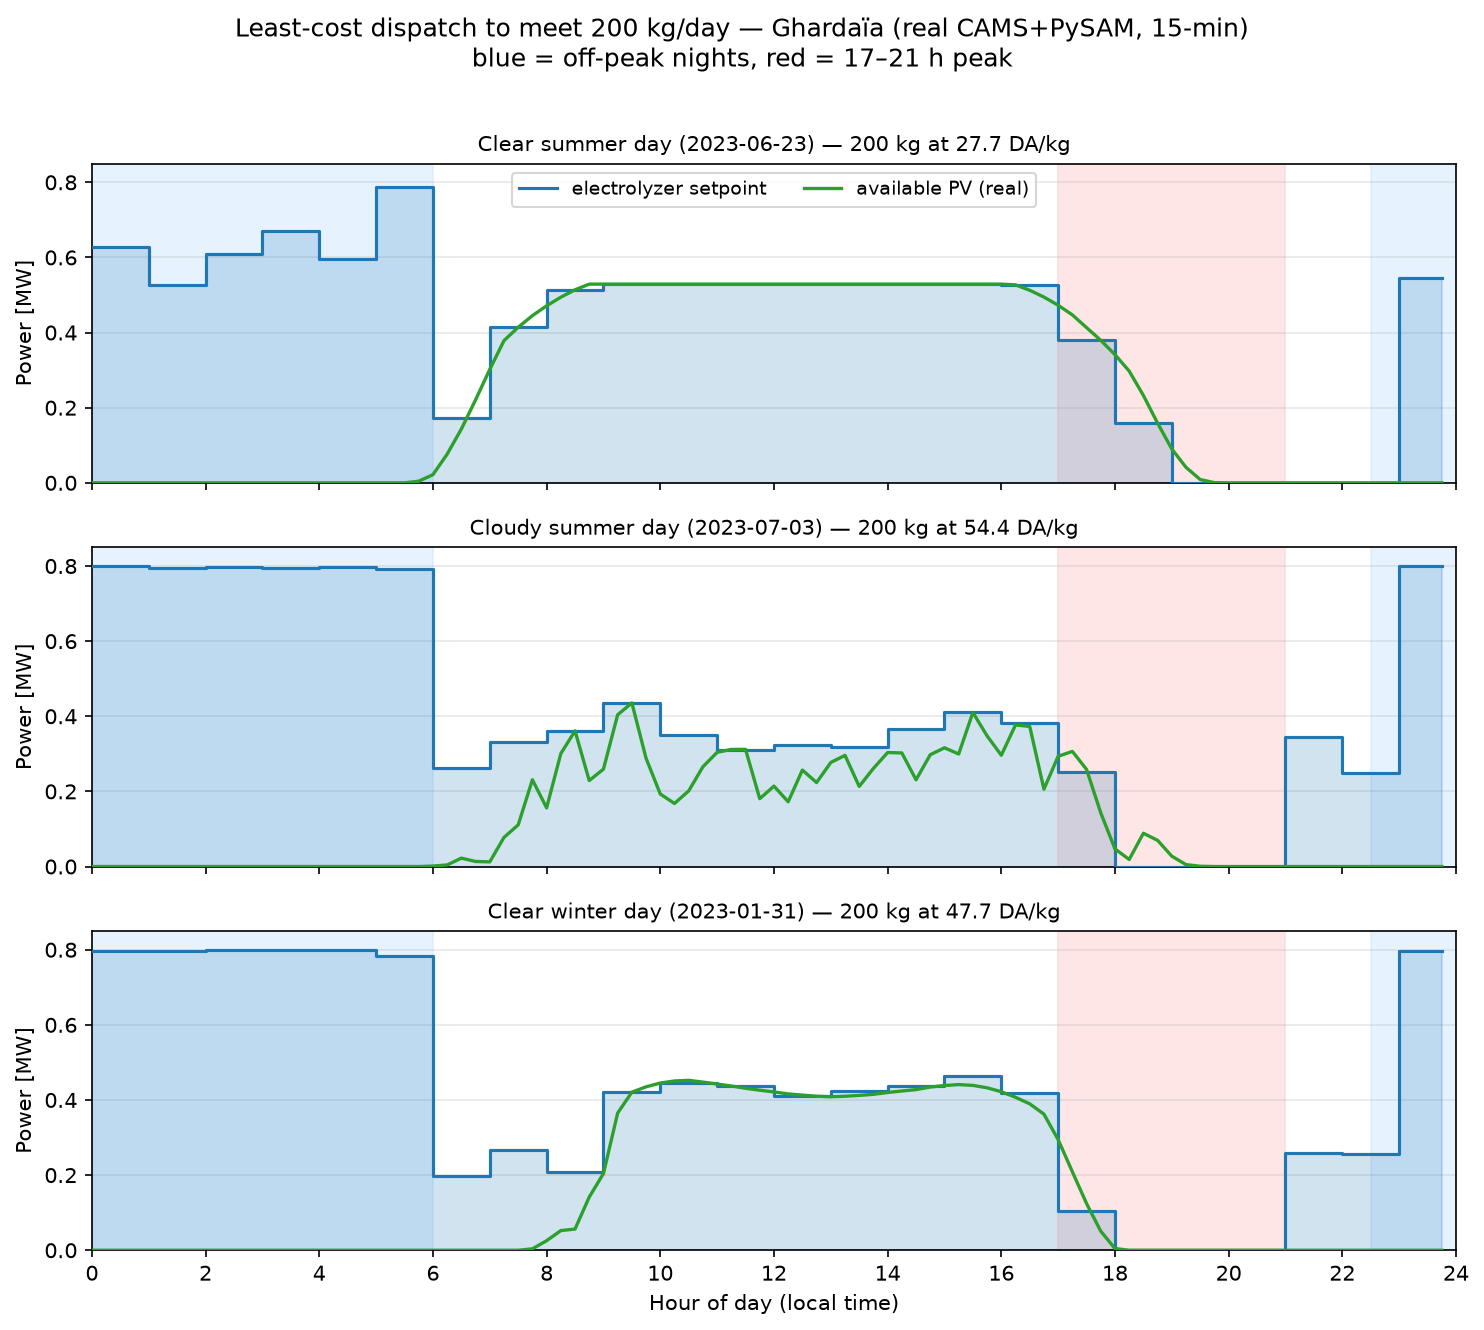 Least-cost dispatch to meet 200 kg/day — Ghardaïa (real CAMS+PySAM, 15-min)
blue = off-peak nights, red = 17–21 h peak
Clear summer day (2023-06-23) — 200 kg at 27.7 DA/kg
electrolyzer setpoint
available PV (real)
Power [MW]
0.8
0.6
0.4
0.2
0.0
Cloudy summer day (2023-07-03) — 200 kg at 54.4 DA/kg
Power [MW]
0.8
0.6
0.4
0.2
0.0
Clear winter day (2023-01-31) — 200 kg at 47.7 DA/kg
Power [MW]
0.8
0.6
0.4
0.2
0.0
0 2 4 6 8 10 12 14 16 18 20 22 24
Hour of day (local time)